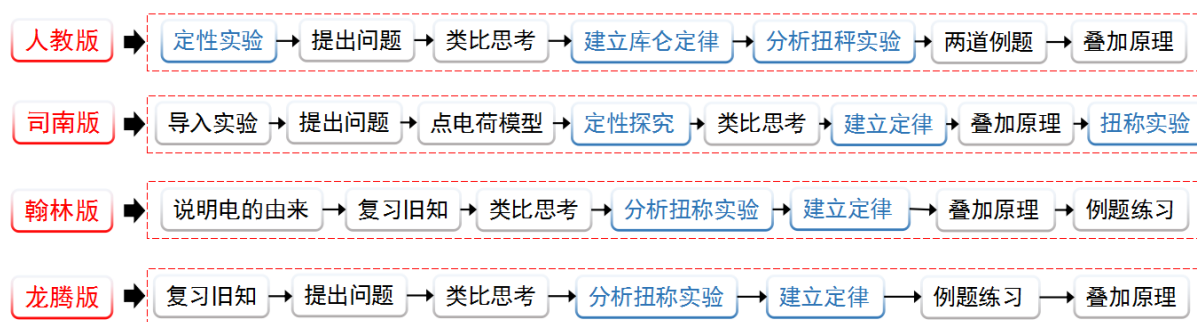 人教版 定性实验 提出问题 类比思考 建立库仑定律 分析扭秤实验 两道例题 叠加原理
司南版 导入实验 提出问题 点电荷模型 定性探究 类比思考 建立定律 叠加原理 扭称实验
翰林版 说明电的由来 复习旧知 类比思考 分析扭称实验 建立定律 叠加原理 例题练习
龙腾版 复习旧知 提出问题 类比思考 分析扭称实验 建立定律 例题练习 叠加原理